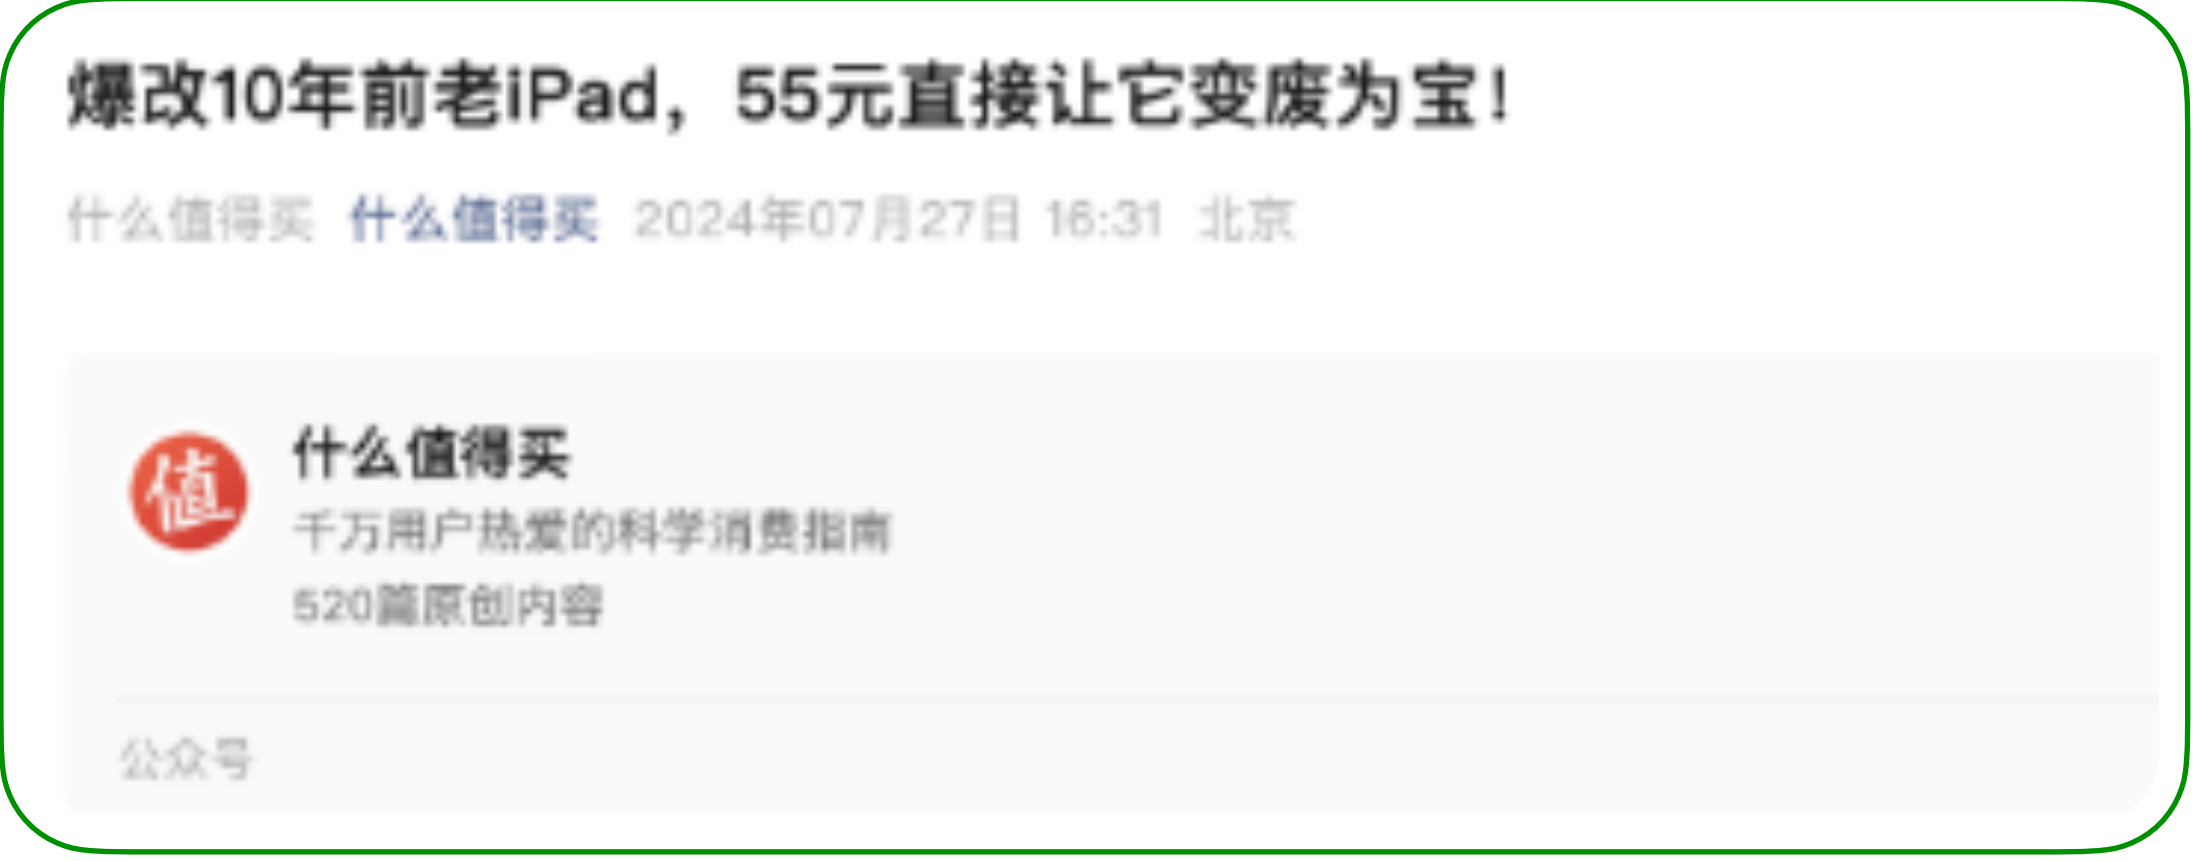 爆改10年前老iPad，55元直接让它变废为宝！
什么值得买 什么值得买 2024年07月27日 16:31 北京
值
什么值得买
千万用户热爱的科学消费指南
520篇原创内容
公众号